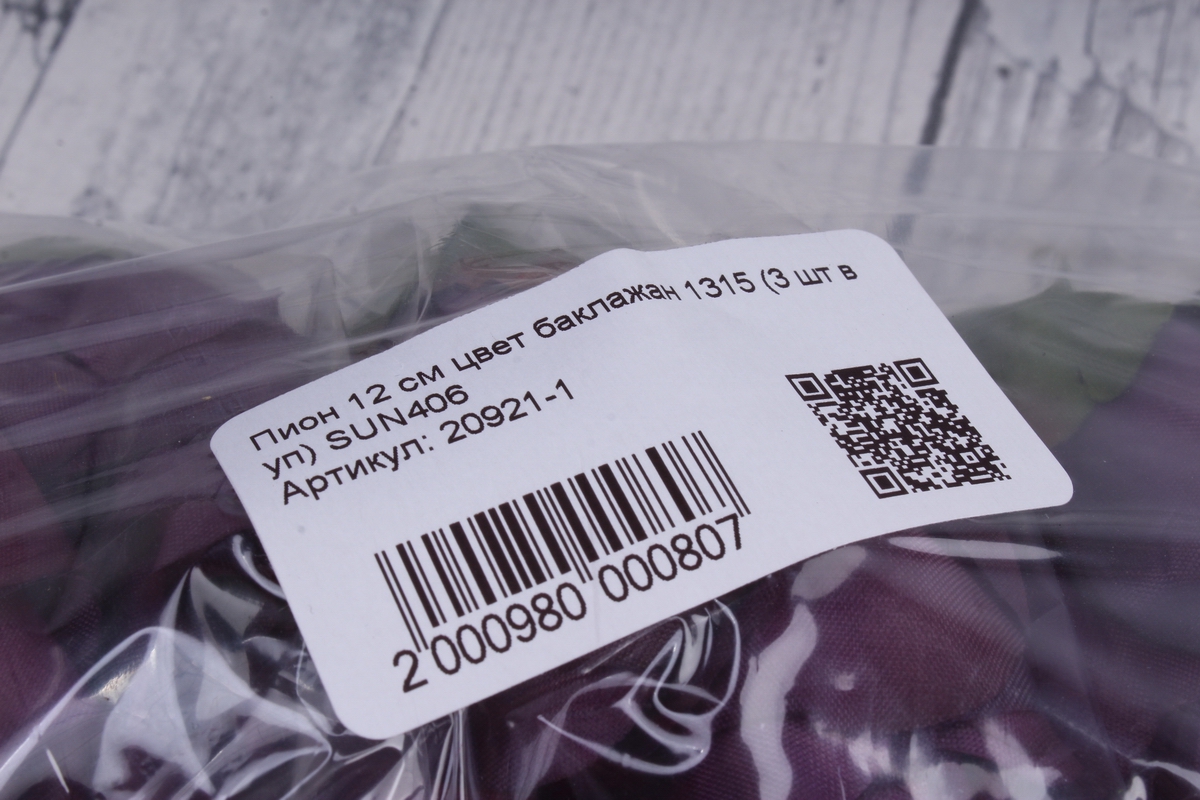 Пион 12 см цвет баклажан 1315 (3 шт в
уп) SUN406
Артикул: 20921-1
2 000980 000807